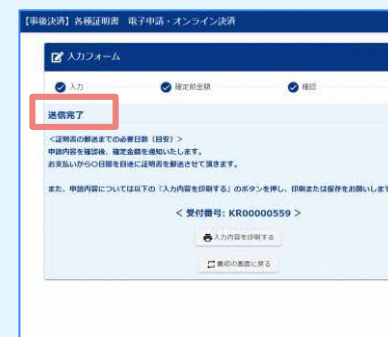 【事後決済】各種証明書　電子申請・オンライン決済
入力フォーム
入力
確定前金額
確認
送信完了
<証明書の郵送までの必要日数（目安）>
申請内容を確認後、確定金額を通知いたします。
お支払いから〇日間を目途に証明書を郵送させて頂きます。
また、申請内容については以下の「入力内容を印刷する」のボタンを押し、印刷または保存をお願いしま
< 受付番号: KR00000559 >
入力内容を印刷する
最初の画面に戻る